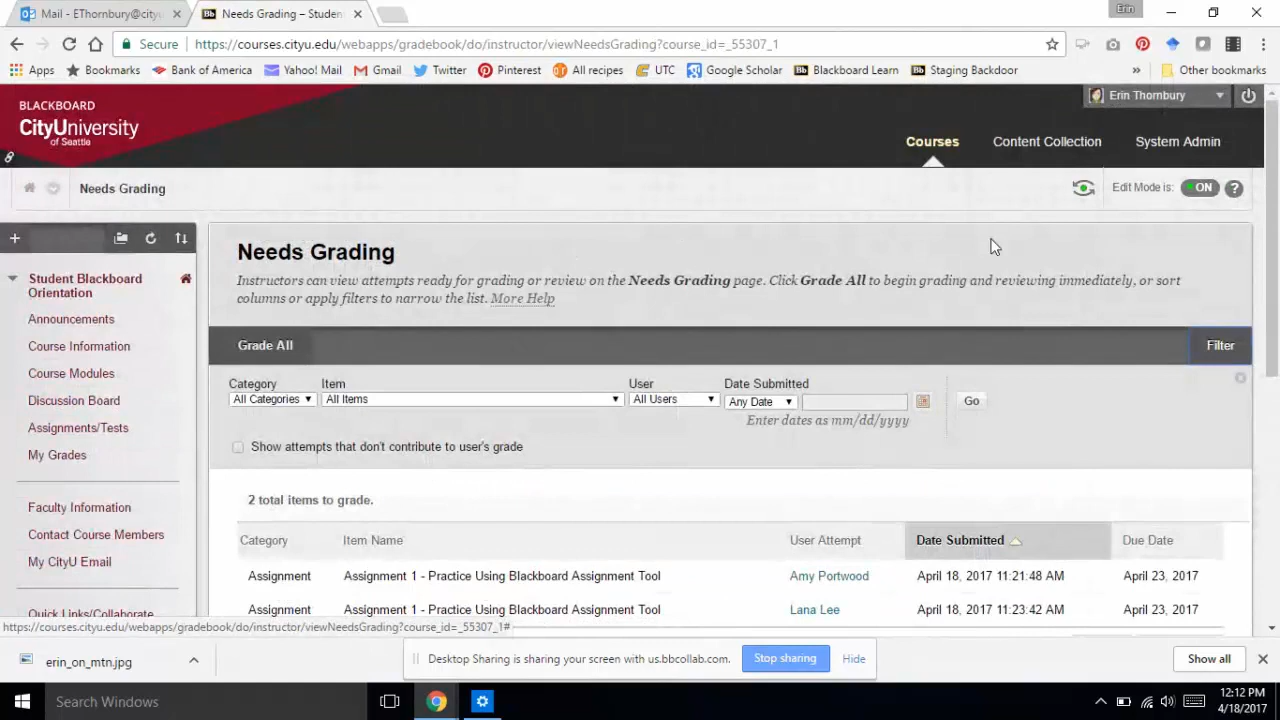 Mail - EThornbury@cityu
Needs Grading – Studen
Erin
Secure
https://courses.cityu.edu/webapps/gradebook/do/instructor/viewNeedsGrading?course_id=_55307_1
Apps Bookmarks Bank of America Yahoo! Mail Gmail Twitter Pinterest All recipes UTC Google Scholar Blackboard Learn Staging Backdoor » Other bookmarks
Erin Thornbury
BLACKBOARD
CityUniversity
of Seattle
Courses Content Collection System Admin
Needs Grading
Edit Mode is: ON ?
Student Blackboard
Orientation
Announcements
Course Information
Course Modules
Discussion Board
Assignments/Tests
My Grades
Faculty Information
Contact Course Members
My CityU Email
Quick Links/Collaborate
Needs Grading
Instructors can view attempts ready for grading or review on the Needs Grading page. Click Grade All to begin grading and reviewing immediately, or sort
columns or apply filters to narrow the list. More Help
Grade All Filter
Category Item User Date Submitted
All Categories All Items All Users Any Date Go
Enter dates as mm/dd/yyyy
Show attempts that don't contribute to user's grade
2 total items to grade.
Category Item Name User Attempt Date Submitted Due Date
Assignment Assignment 1 - Practice Using Blackboard Assignment Tool Amy Portwood April 18, 2017 11:21:48 AM April 23, 2017
Assignment Assignment 1 - Practice Using Blackboard Assignment Tool Lana Lee April 18, 2017 11:23:42 AM April 23, 2017
https://courses.cityu.edu/webapps/gradebook/do/instructor/viewNeedsGrading?course_id=_55307_1#
erin_on_mtn.jpg
Desktop Sharing is sharing your screen with us.bbcollab.com. Stop sharing Hide
Show all
Search Windows
12:12 PM
4/18/2017